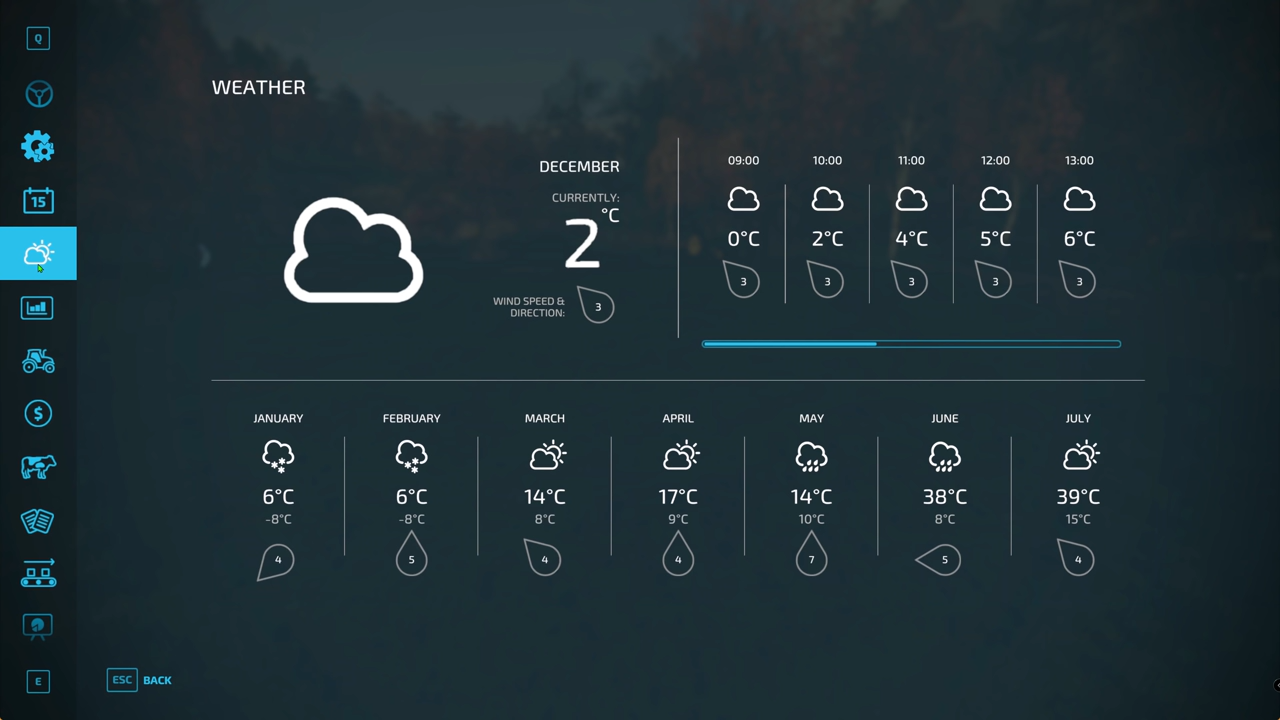 Q
WEATHER
15
DECEMBER
CURRENTLY:
2 °C
WIND SPEED &
DIRECTION:
3
09:00 10:00 11:00 12:00 13:00
0°C 2°C 4°C 5°C 6°C
3 3 3 3 3
$
JANUARY FEBRUARY MARCH APRIL MAY JUNE JULY
6°C 6°C 14°C 17°C 14°C 38°C 39°C
-8°C -8°C 8°C 9°C 10°C 8°C 15°C
4 5 4 4 7 5 4
E
ESC BACK